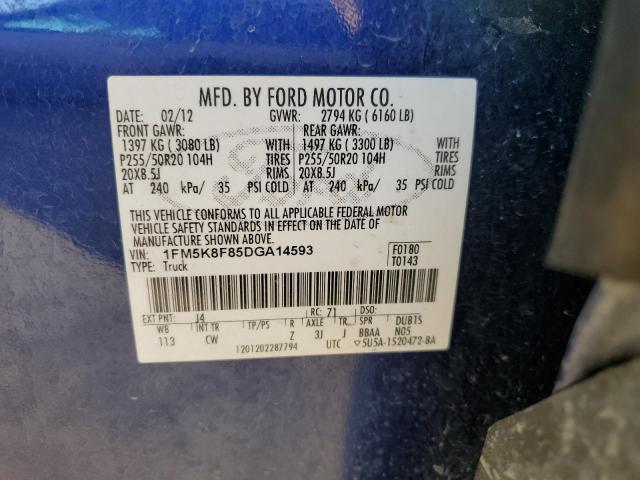 MFD. BY FORD MOTOR CO.
DATE: 02/12 GVWR: 2794 KG ( 6160 LB)
FRONT GAWR: REAR GAWR:
1397 KG ( 3080 LB) WITH 1497 KG ( 3300 LB) WITH
P255/50R20 104H TIRES P255/50R20 104H TIRES
20X8.5J RIMS 20X8.5J RIMS
AT 240 kPa/ 35 PSI COLD AT 240 kPa/ 35 PSI COLD
THIS VEHICLE CONFORMS TO ALL APPLICABLE FEDERAL MOTOR
VEHICLE SAFETY STANDARDS IN EFFECT ON THE DATE OF
MANUFACTURE SHOWN ABOVE.
VIN: 1FM5K8F85DGA14593 F0180
TYPE: Truck T0143
EXT PNT: J4 RC: 71 DSO:
WB INT TR TP/PS R AXLE TR SPR DUB1S
113 CW Z 3J J BBAA N05
1201202287794 UTC ▽5U5A-1520472-BA
Ford